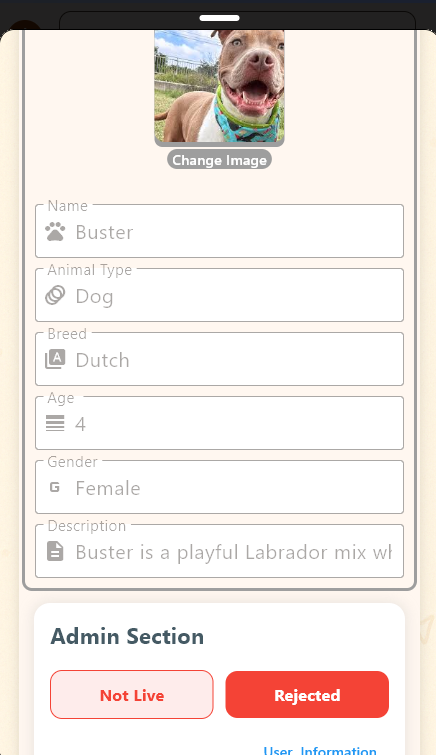 Change Image
Name
Buster
Animal Type
Dog
Breed
A
Dutch
Age
4
Gender
G
Female
Description
Buster is a playful Labrador mix wh
Admin Section
Not Live
Rejected
User Information